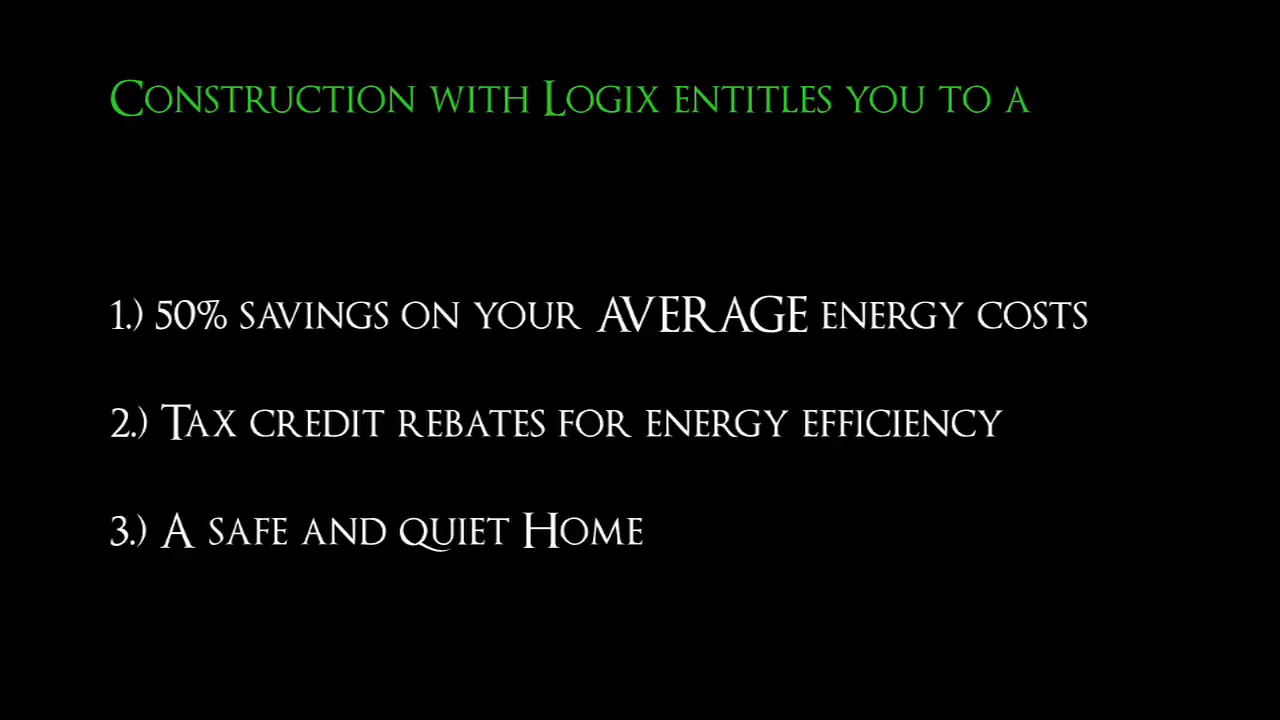 Construction with Logix entitles you to a
1.) 50% savings on your AVERAGE energy costs
2.) Tax credit rebates for energy efficiency
3.) A safe and quiet Home